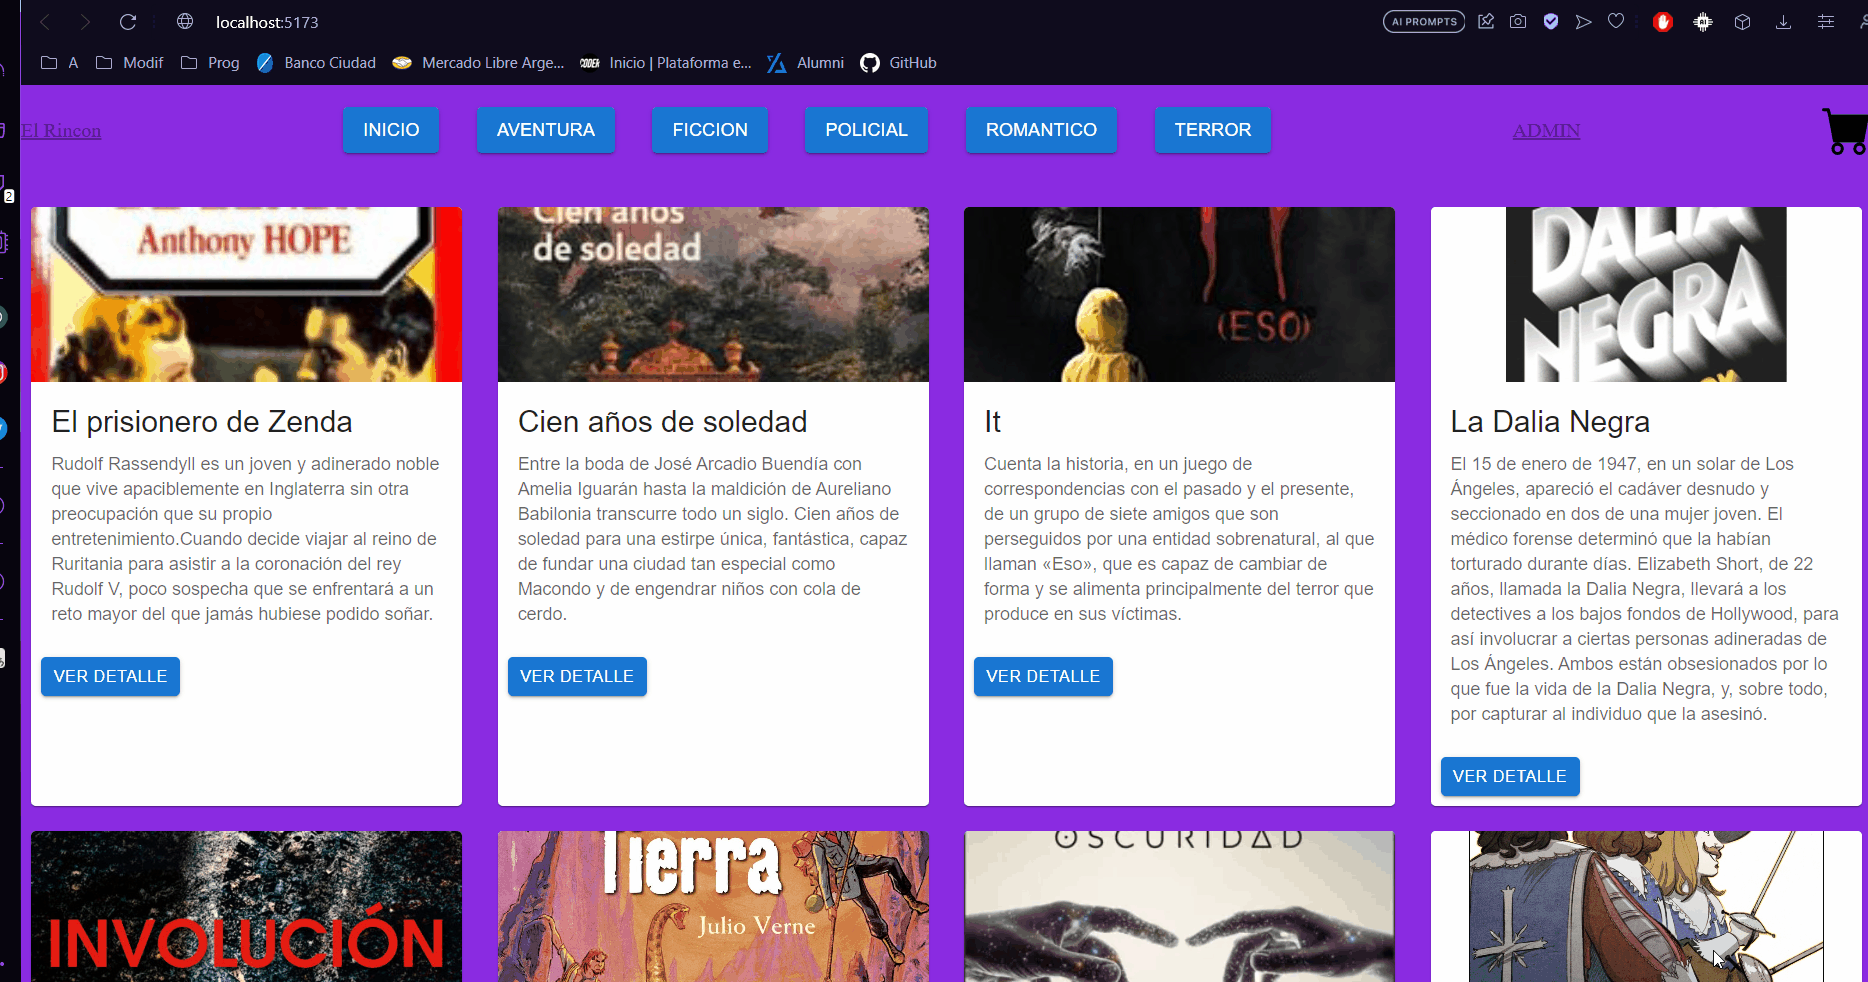 localhost:5173
AI PROMPTS
A
Modif
Prog
Banco Ciudad
Mercado Libre Arge...
CODER
Inicio | Plataforma e...
Alumni
GitHub
2
El Rincon
INICIO
AVENTURA
FICCION
POLICIAL
ROMANTICO
TERROR
ADMIN
Anthony HOPE
Cien años
de soledad
(ESO)
DALIA
NEGRA
El prisionero de Zenda
Rudolf Rassendyll es un joven y adinerado noble
que vive apaciblemente en Inglaterra sin otra
preocupación que su propio
entretenimiento.Cuando decide viajar al reino de
Ruritania para asistir a la coronación del rey
Rudolf V, poco sospecha que se enfrentará a un
reto mayor del que jamás hubiese podido soñar.
VER DETALLE
Cien años de soledad
Entre la boda de José Arcadio Buendía con
Amelia Iguarán hasta la maldición de Aureliano
Babilonia transcurre todo un siglo. Cien años de
soledad para una estirpe única, fantástica, capaz
de fundar una ciudad tan especial como
Macondo y de engendrar niños con cola de
cerdo.
VER DETALLE
It
Cuenta la historia, en un juego de
correspondencias con el pasado y el presente,
de un grupo de siete amigos que son
perseguidos por una entidad sobrenatural, al que
llaman «Eso», que es capaz de cambiar de
forma y se alimenta principalmente del terror que
produce en sus víctimas.
VER DETALLE
La Dalia Negra
El 15 de enero de 1947, en un solar de Los
Ángeles, apareció el cadáver desnudo y
seccionado en dos de una mujer joven. El
médico forense determinó que la habían
torturado durante días. Elizabeth Short, de 22
años, llamada la Dalia Negra, llevará a los
detectives a los bajos fondos de Hollywood, para
así involucrar a ciertas personas adineradas de
Los Ángeles. Ambos están obsesionados por lo
que fue la vida de la Dalia Negra, y, sobre todo,
por capturar al individuo que la asesinó.
VER DETALLE
INVOLUCIÓN
Tierra
Julio Verne
OSCURIDAD